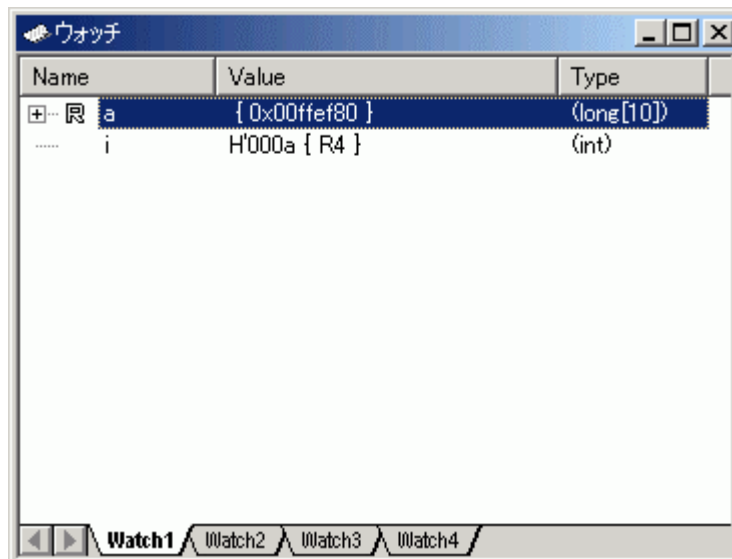 ウォッチ
Name Value Type
R a { 0x00ffef80 } (long[10])
i H'000a { R4 } (int)
Watch1 Watch2 Watch3 Watch4